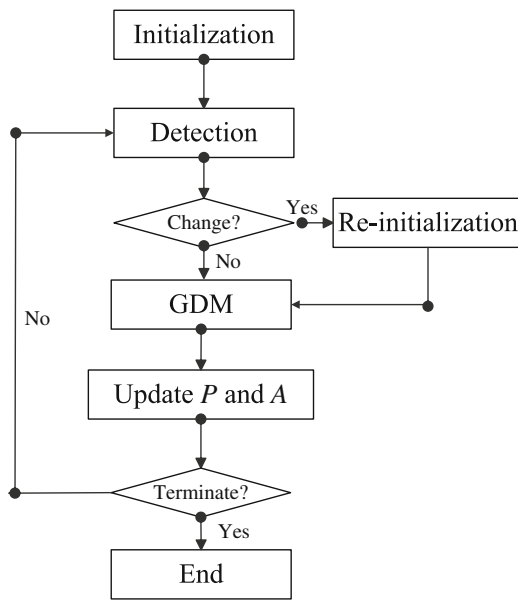 Initialization
Detection
Change?
Yes
Re-initialization
No
GDM
No
Update P and A
Terminate?
Yes
End